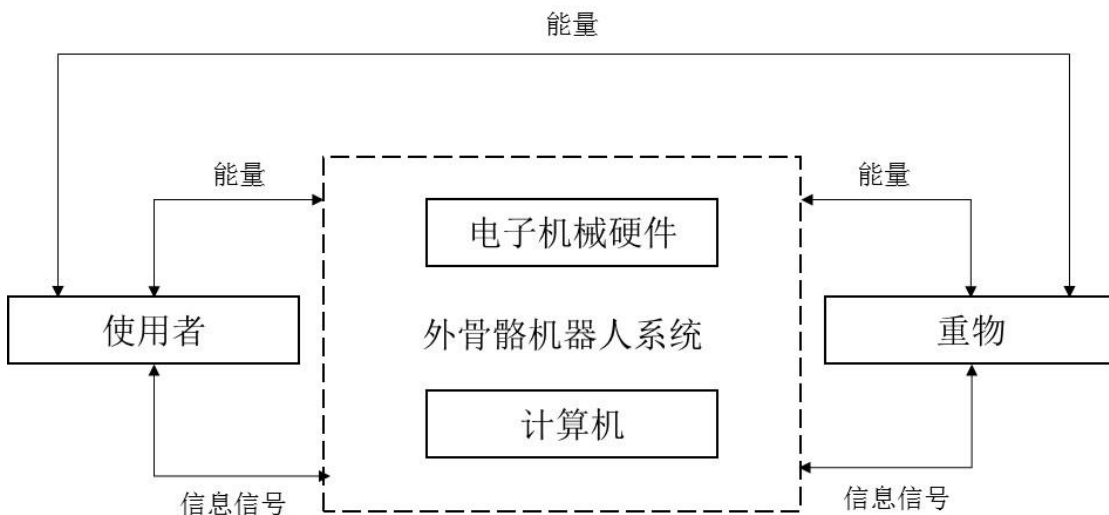 能量
能量
能量
电子机械硬件
使用者
外骨骼机器人系统
重物
计算机
信息信号
信息信号